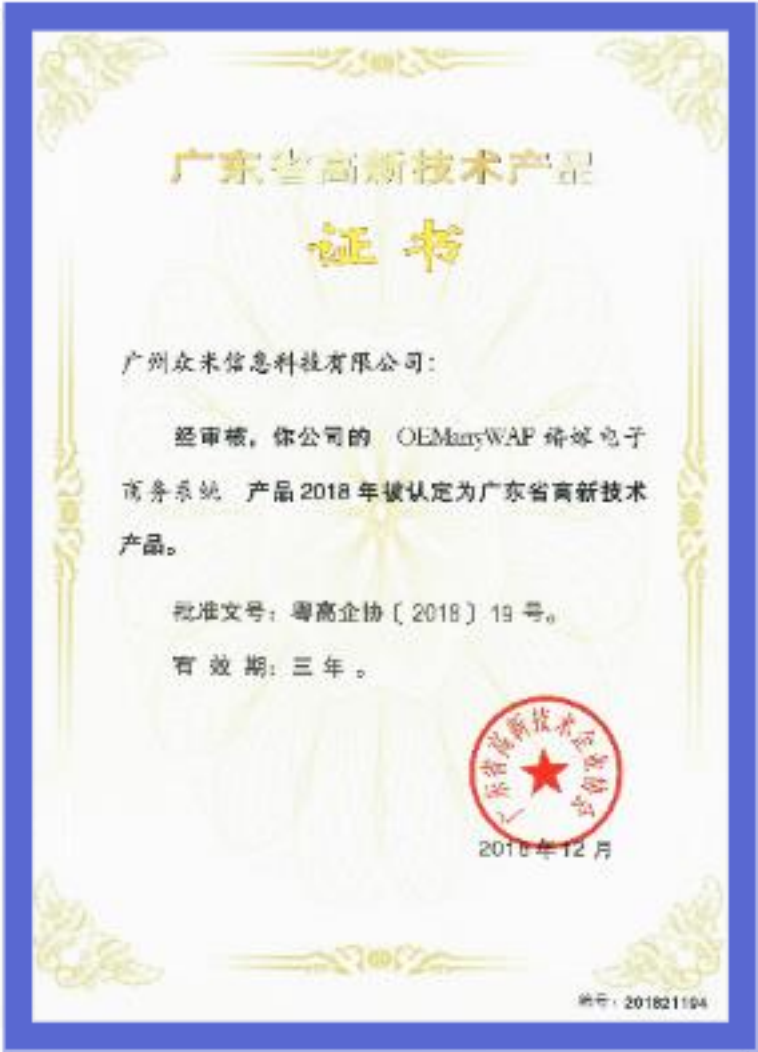 广东省高新技术产品
证书
广州众米信息科技有限公司:
经审核，你公司的 OEMarryWAP 婚嫁电子
商务系统 产品 2018 年被认定为广东省高新技术
产品。
批准文号：粤高企协〔2018〕19 号。
有 效 期：三 年 。
广东省高新技术企业协会
2018 年 12 月
编号：201821194